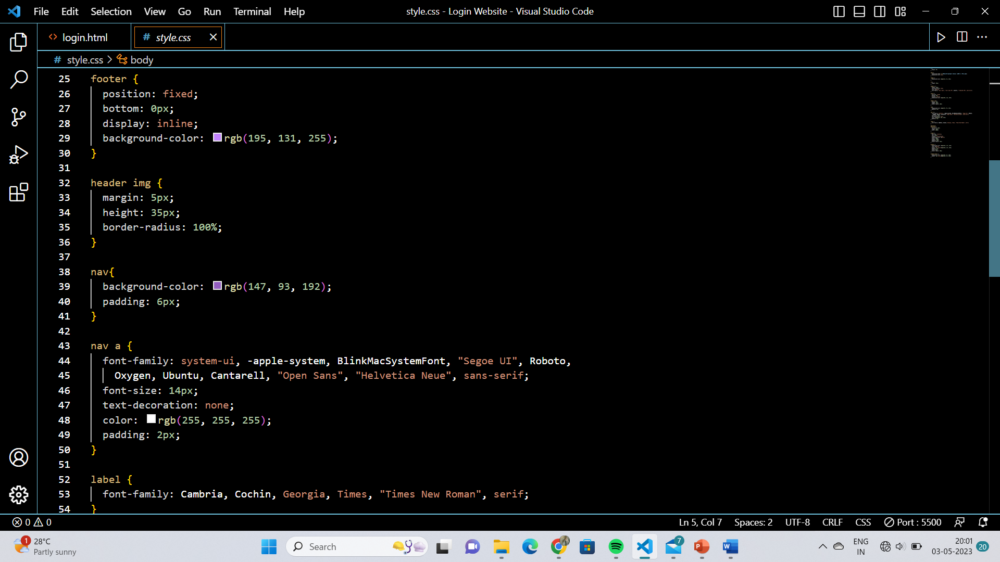 File Edit Selection View Go Run Terminal Help style.css - Login Website - Visual Studio Code
login.html # style.css
# style.css > body
25 footer {
26 position: fixed;
27 bottom: 0px;
28 display: inline;
29 background-color: rgb(195, 131, 255);
30 }
31
32 header img {
33 margin: 5px;
34 height: 35px;
35 border-radius: 100%;
36 }
37
38 nav{
39 background-color: rgb(147, 93, 192);
40 padding: 6px;
41 }
42
43 nav a {
44 font-family: system-ui, -apple-system, BlinkMacSystemFont, "Segoe UI", Roboto,
45 Oxygen, Ubuntu, Cantarell, "Open Sans", "Helvetica Neue", sans-serif;
46 font-size: 14px;
47 text-decoration: none;
48 color: rgb(255, 255, 255);
49 padding: 2px;
50 }
51
52 label {
53 font-family: Cambria, Cochin, Georgia, Times, "Times New Roman", serif;
54 }
0 0 Ln 5, Col 7 Spaces: 2 UTF-8 CRLF CSS Port : 5500
1 28°C
Partly sunny
Search
7
ENG
IN
20:01
03-05-2023
20